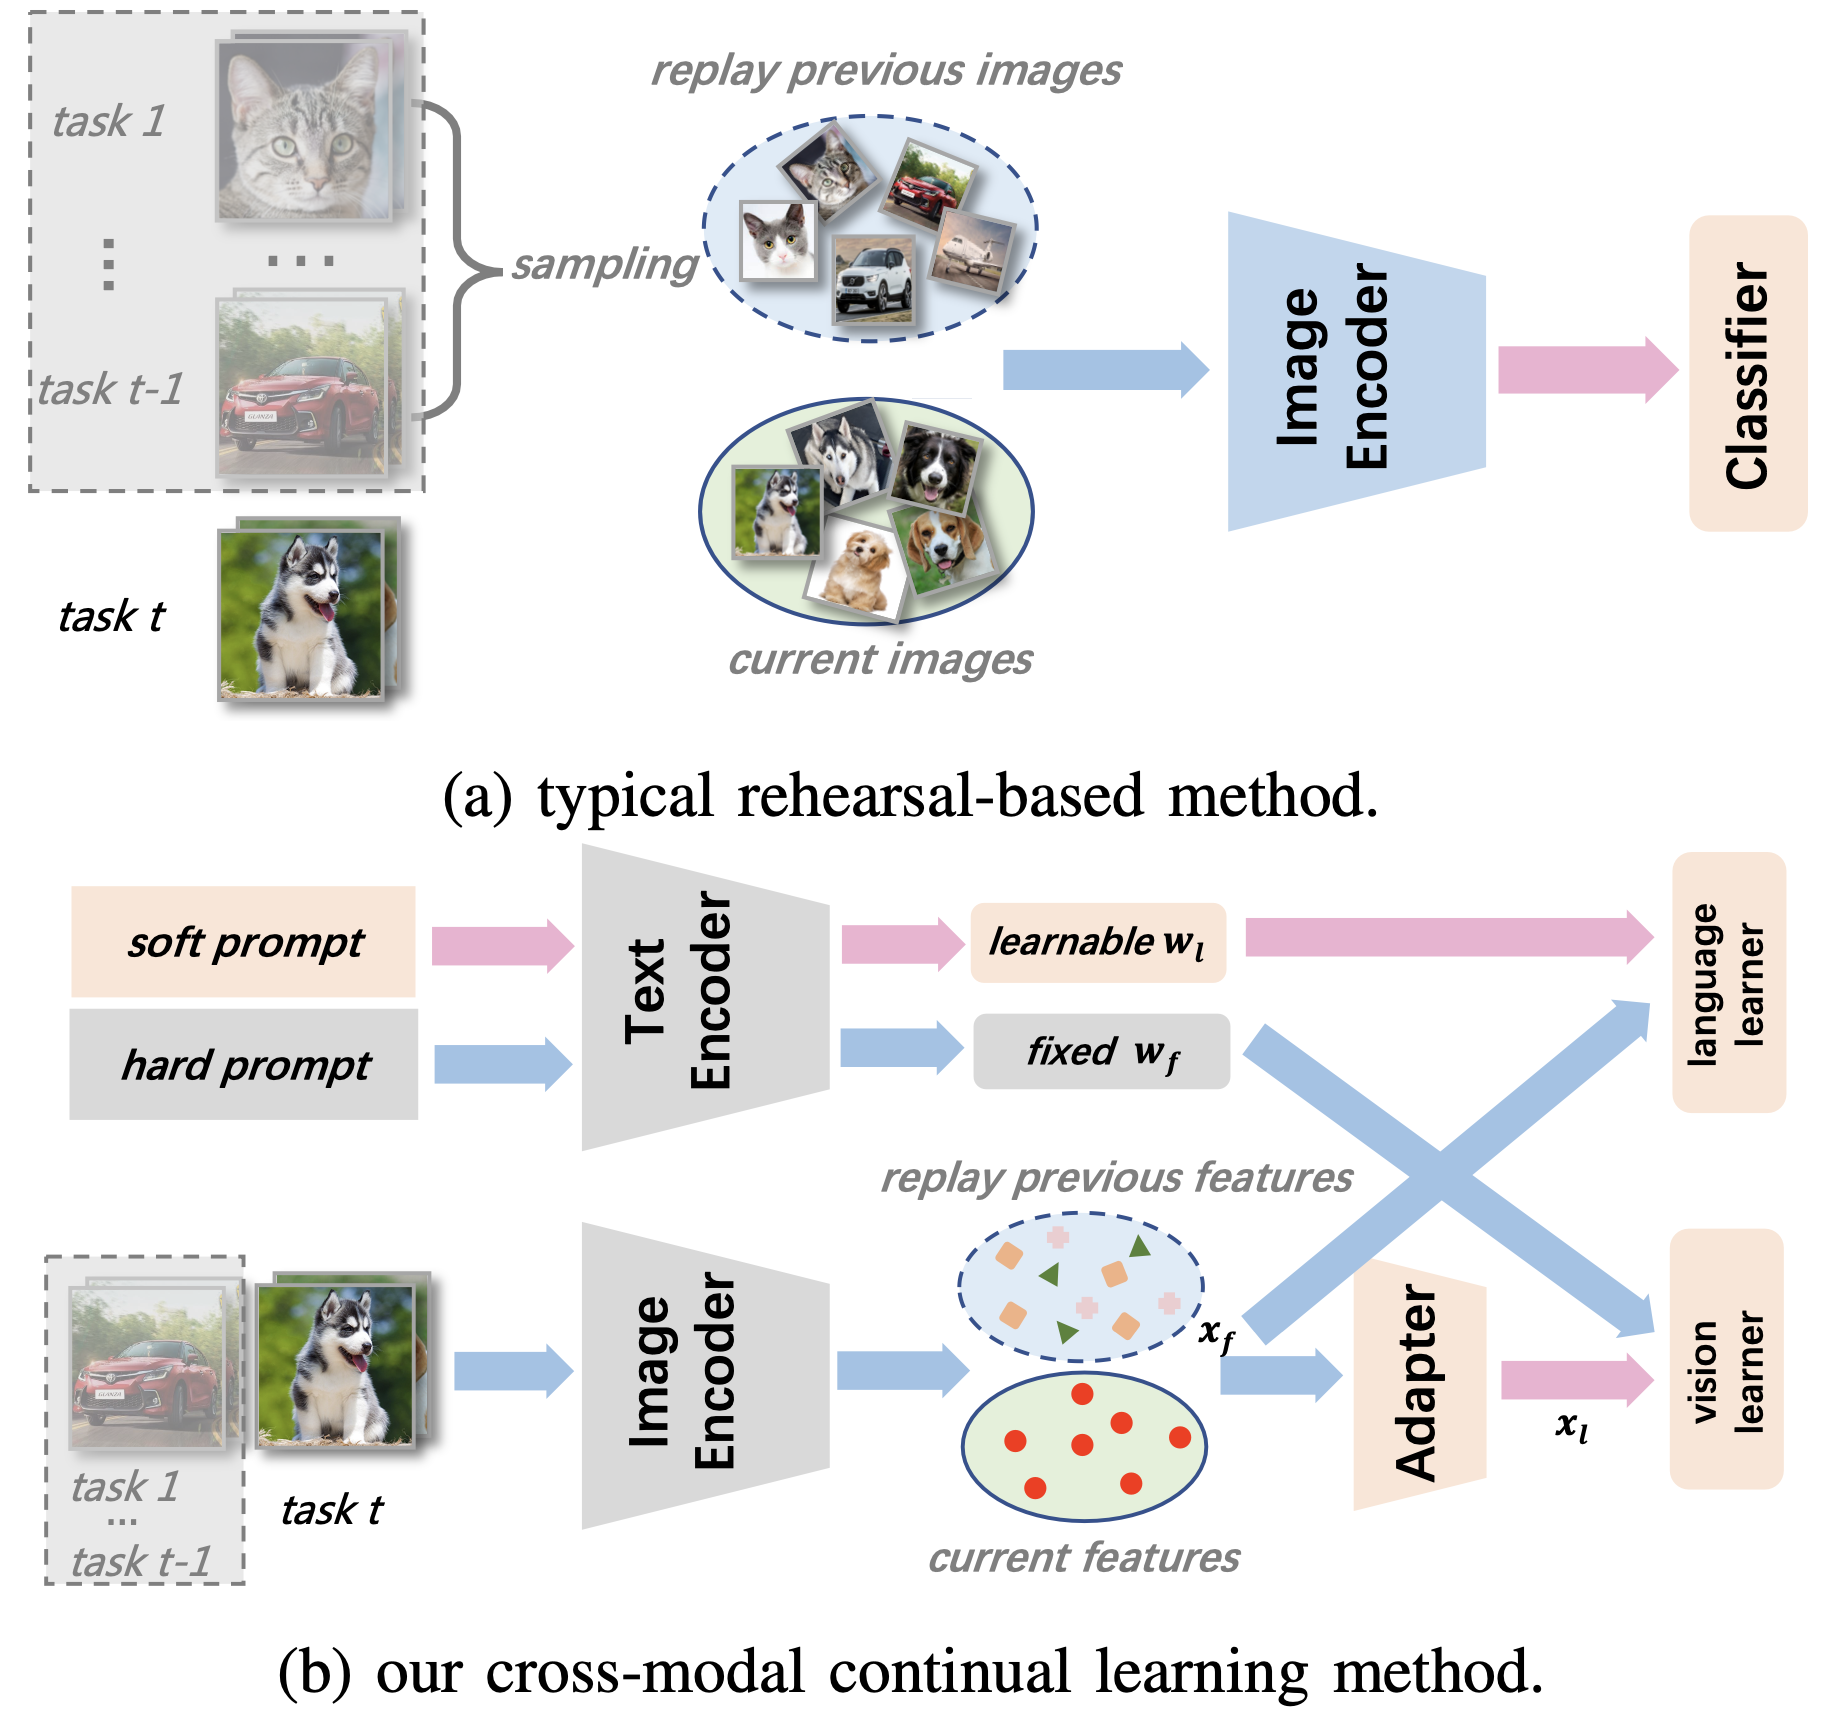 replay previous images
task 1
sampling
task t-1
GLANZA
Image
Encoder
Classifier
task t
current images
(a) typical rehearsal-based method.
soft prompt
hard prompt
Text
Encoder
learnable w_l
fixed w_f
language
learner
replay previous features
x_f
GLANZA
task 1
...
task t-1
task t
Image
Encoder
Adapter
x_l
vision
learner
current features
(b) our cross-modal continual learning method.